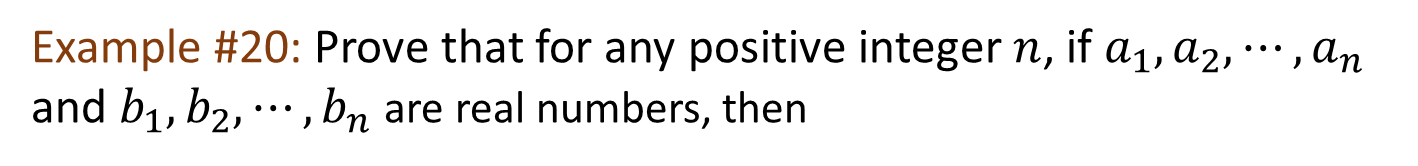 Example #20: Prove that for any positive integer n, if a₁, a₂, ⋯ , aₙ
and b₁, b₂, ⋯ , bₙ are real numbers, then